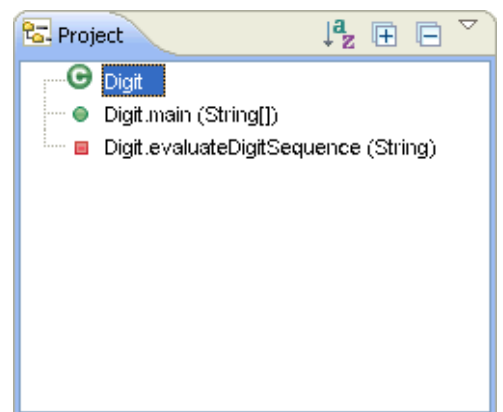 Project
Digit
Digit.main (String[])
Digit.evaluateDigitSequence (String)